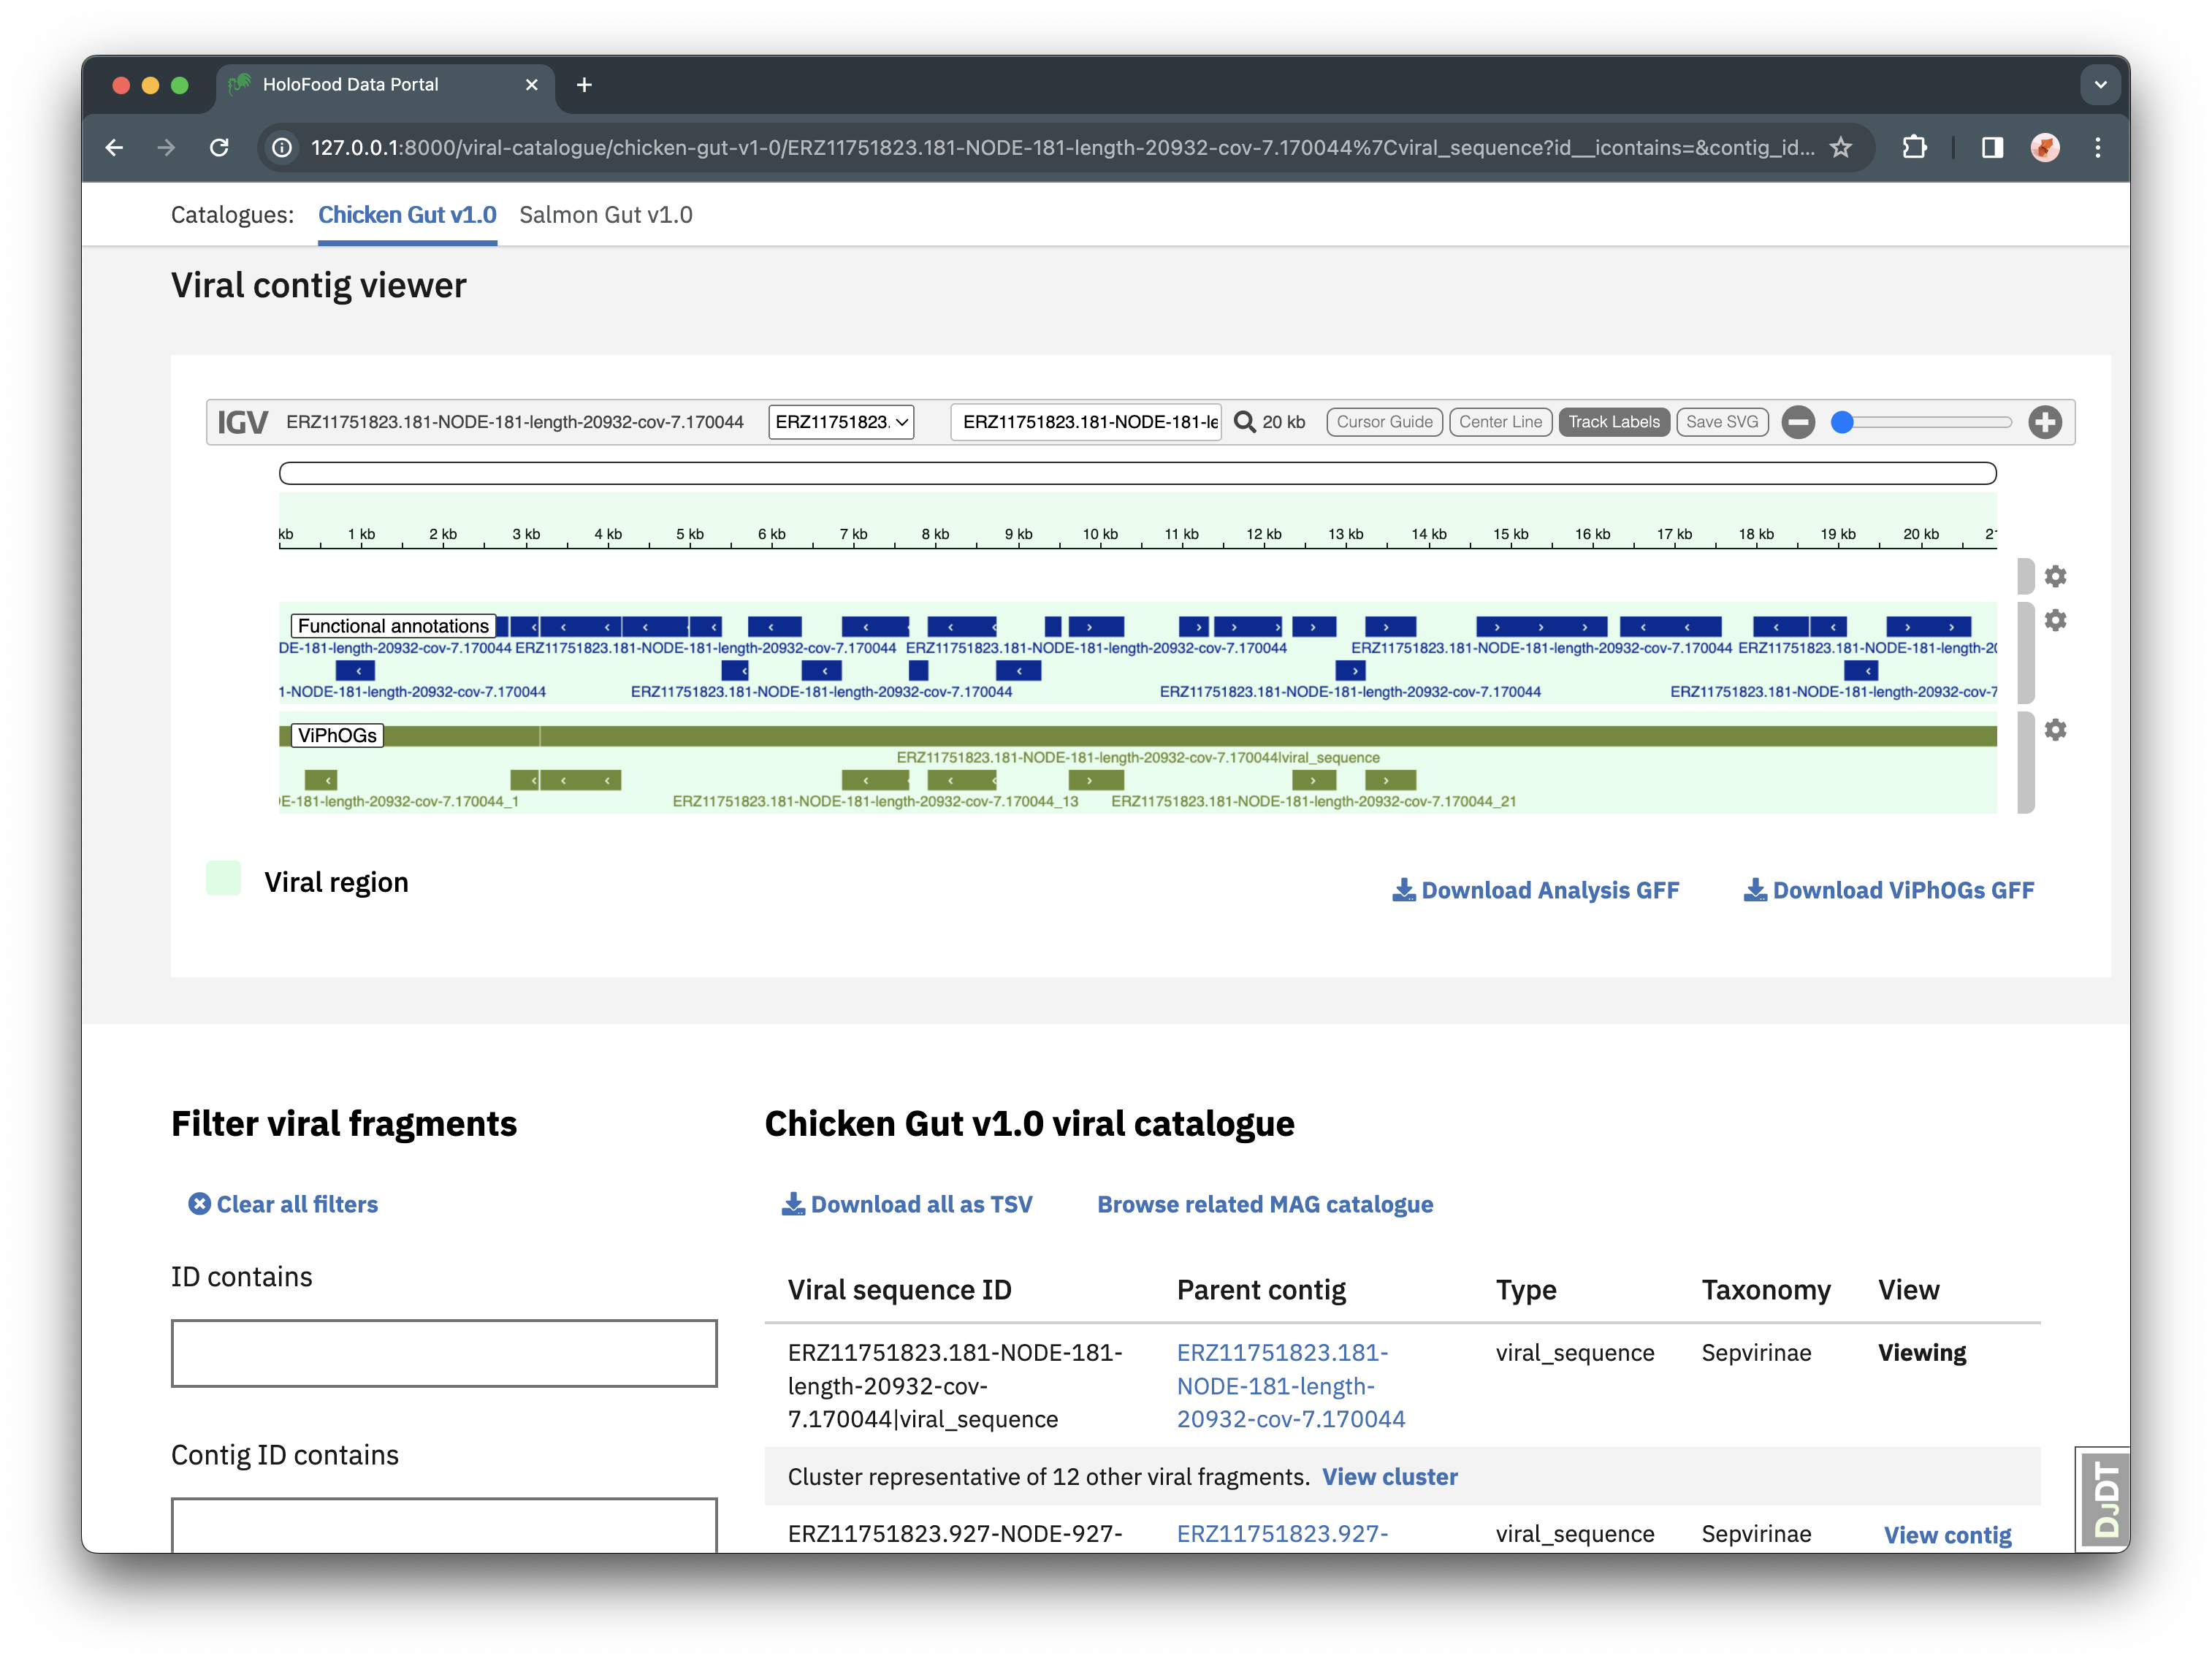 HoloFood Data Portal
127.0.0.1:8000/viral-catalogue/chicken-gut-v1-0/ERZ11751823.181-NODE-181-length-20932-cov-7.170044%7Cviral_sequence?id__icontains=&contig_id...
Catalogues: Chicken Gut v1.0 Salmon Gut v1.0
Viral contig viewer
IGV ERZ11751823.181-NODE-181-length-20932-cov-7.170044 ERZ11751823. ERZ11751823.181-NODE-181-le 20 kb Cursor Guide Center Line Track Labels Save SVG
kb 1 kb 2 kb 3 kb 4 kb 5 kb 6 kb 7 kb 8 kb 9 kb 10 kb 11 kb 12 kb 13 kb 14 kb 15 kb 16 kb 17 kb 18 kb 19 kb 20 kb 21
Functional annotations
DE-181-length-20932-cov-7.170044 ERZ11751823.181-NODE-181-length-20932-cov-7.170044 ERZ11751823.181-NODE-181-length-20932-cov-7.170044 ERZ11751823.181-NODE-181-length-20932-cov-7.170044 ERZ11751823.181-NODE-181-length-20
1-NODE-181-length-20932-cov-7.170044 ERZ11751823.181-NODE-181-length-20932-cov-7.170044 ERZ11751823.181-NODE-181-length-20932-cov-7.170044 ERZ11751823.181-NODE-181-length-20932-cov-7
ViPhOGs
ERZ11751823.181-NODE-181-length-20932-cov-7.170044|viral_sequence
E-181-length-20932-cov-7.170044_1 ERZ11751823.181-NODE-181-length-20932-cov-7.170044_13 ERZ11751823.181-NODE-181-length-20932-cov-7.170044_21
Viral region
Download Analysis GFF Download ViPhOGs GFF
Filter viral fragments
Clear all filters
ID contains
Contig ID contains
Chicken Gut v1.0 viral catalogue
Download all as TSV Browse related MAG catalogue
Viral sequence ID Parent contig Type Taxonomy View
ERZ11751823.181-NODE-181- ERZ11751823.181- viral_sequence Sepvirinae Viewing
length-20932-cov- NODE-181-length-
7.170044|viral_sequence 20932-cov-7.170044
Cluster representative of 12 other viral fragments. View cluster
ERZ11751823.927-NODE-927- ERZ11751823.927- viral_sequence Sepvirinae View contig
DJDT